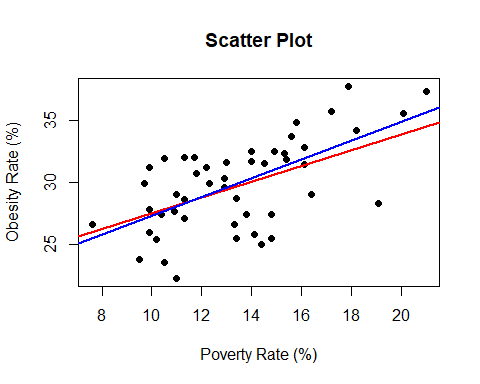 Scatter Plot
Obesity Rate (%)
35
30
25
8 10 12 14 16 18 20
Poverty Rate (%)